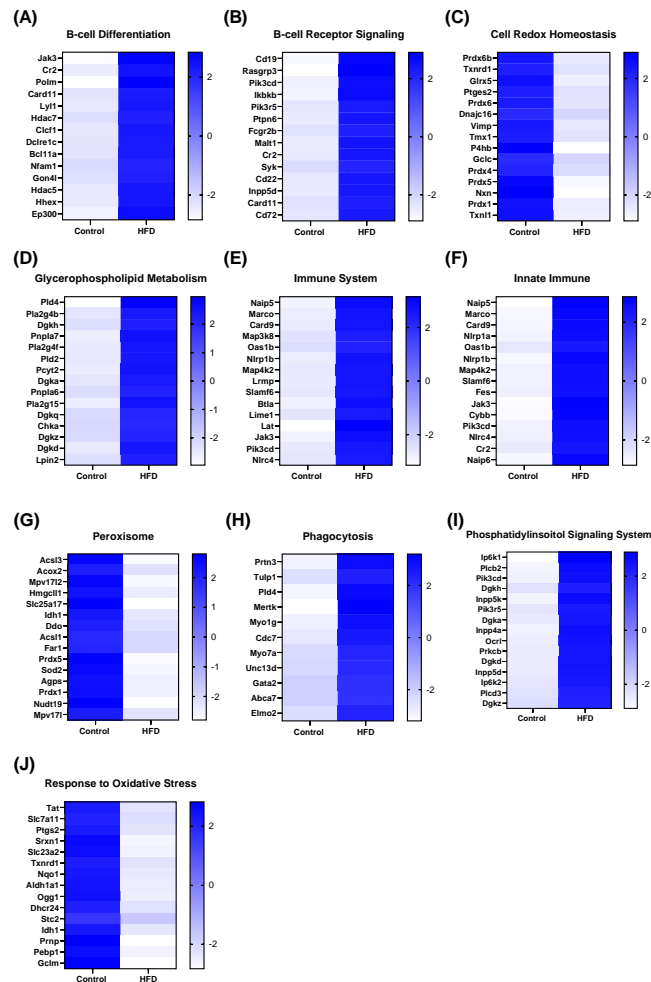 (A)
B-cell Differentiation
Jak3
Cr2
Polm
Card11
Lyl1
Hdac7
Clcf1
Dclre1c
Bcl11a
Nfam1
Gon4l
Hdac5
Hhex
Ep300
Control
HFD
2
0
-2
(B)
B-cell Receptor Signaling
Cd19
Rasgrp3
Pik3cd
Ikbkb
Pik3r5
Ptpn6
Fcgr2b
Malt1
Cr2
Syk
Cd22
Inpp5d
Card11
Cd72
Control
HFD
2
0
-2
(C)
Cell Redox Homeostasis
Prdx6b
Txnrd1
Glrx5
Ptges2
Prdx6
Dnajc16
Vimp
Tmx1
P4hb
Gclc
Prdx4
Prdx5
Nxn
Prdx1
Txnl1
Control
HFD
2
0
-2
(D)
Glycerophospholipid Metabolism
Pld4
Pla2g4b
Dgkh
Pnpla7
Pla2g4f
Pld2
Pcyt2
Dgka
Pnpla6
Pla2g15
Dgkq
Chka
Dgkz
Dgkd
Lpin2
Control
HFD
2
0
-2
(E)
Immune System
Naip5
Marco
Card9
Map3k8
Oas1b
Nlrp1b
Map4k2
Lrmp
Slamf6
Btla
Lime1
Lat
Jak3
Pik3cd
Nlrc4
Control
HFD
2
0
-2
(F)
Innate Immune
Naip5
Marco
Card9
Nlrp1a
Oas1b
Nlrp1b
Map4k2
Slamf6
Fes
Jak3
Cybb
Pik3cd
Nlrc4
Cr2
Naip6
Control
HFD
2
0
-2
(G)
Peroxisome
Acsl3
Acox2
Mpv17l2
Hmgcll1
Slc25a17
Idh1
Ddo
Acsl1
Far1
Prdx5
Sod2
Agps
Prdx1
Nudt19
Mpv17l
Control
HFD
2
0
-2
(H)
Phagocytosis
Prtn3
Tulp1
Pld4
Mertk
Myo1g
Cdc7
Myo7a
Unc13d
Gata2
Abca7
Elmo2
Control
HFD
2
0
-2
(I)
Phosphatidylinsoitol Signaling System
Ip6k1
Plcb2
Pik3cd
Dgkh
Inpp5k
Pik3r5
Dgka
Inpp4a
Ocrl
Prkcb
Dgkd
Inpp5d
Ip6k2
Plcd3
Dgkz
Control
HFD
2
0
-2
(J)
Response to Oxidative Stress
Tat
Slc7a11
Ptgs2
Srxn1
Slc23a2
Txnrd1
Nqo1
Aldh1a1
Ogg1
Dhcr24
Stc2
Idh1
Prnp
Pebp1
Gclm
Control
HFD
2
0
-2